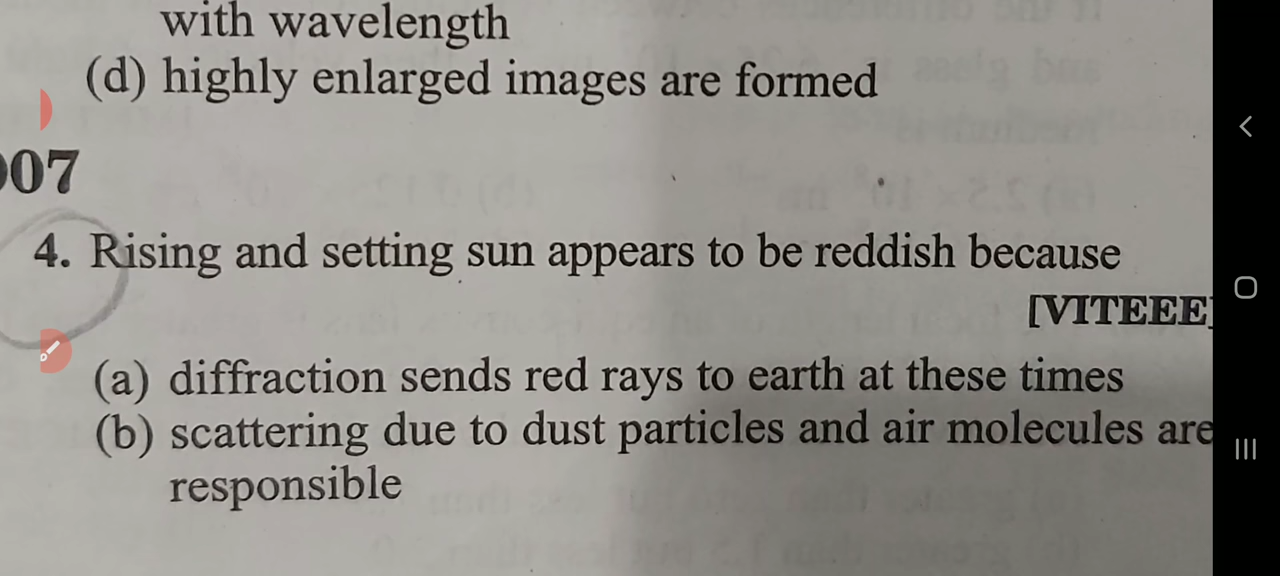 with wavelength
(d) highly enlarged images are formed
007
4. Rising and setting sun appears to be reddish because
[VITEEE]
(a) diffraction sends red rays to earth at these times
(b) scattering due to dust particles and air molecules are
responsible